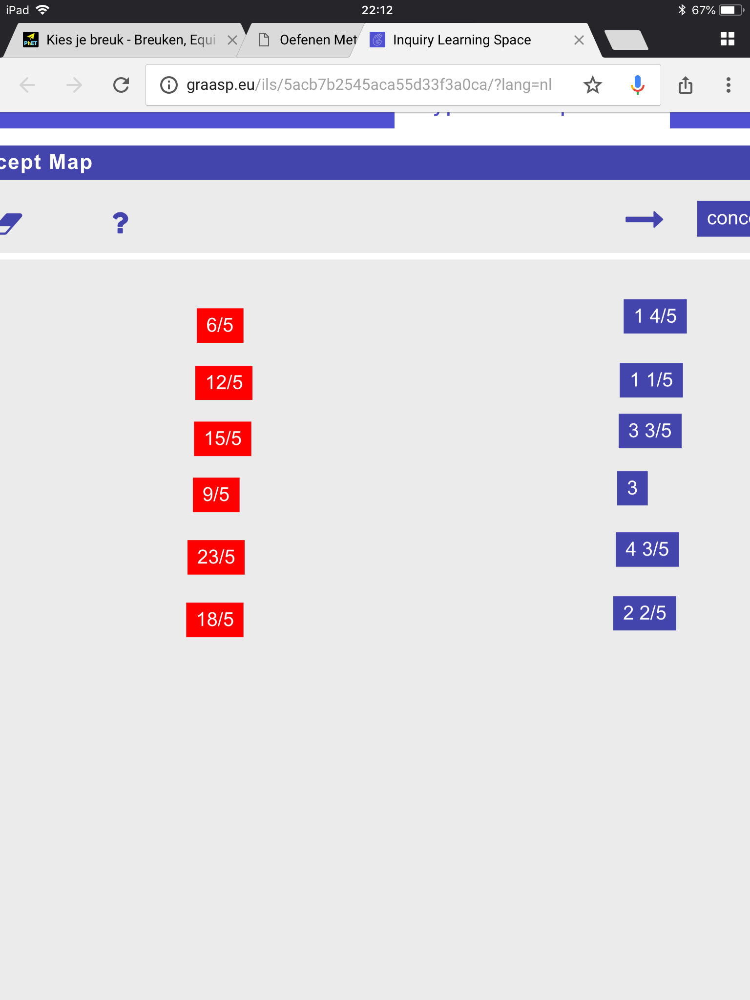 iPad 22:12 67%
PhET Kies je breuk - Breuken, Equi Oefenen Met Inquiry Learning Space
graasp.eu/ils/5acb7b2545aca55d33f3a0ca/?lang=nl
cept Map
? conc
6/5
12/5
15/5
9/5
23/5
18/5
1 4/5
1 1/5
3 3/5
3
4 3/5
2 2/5